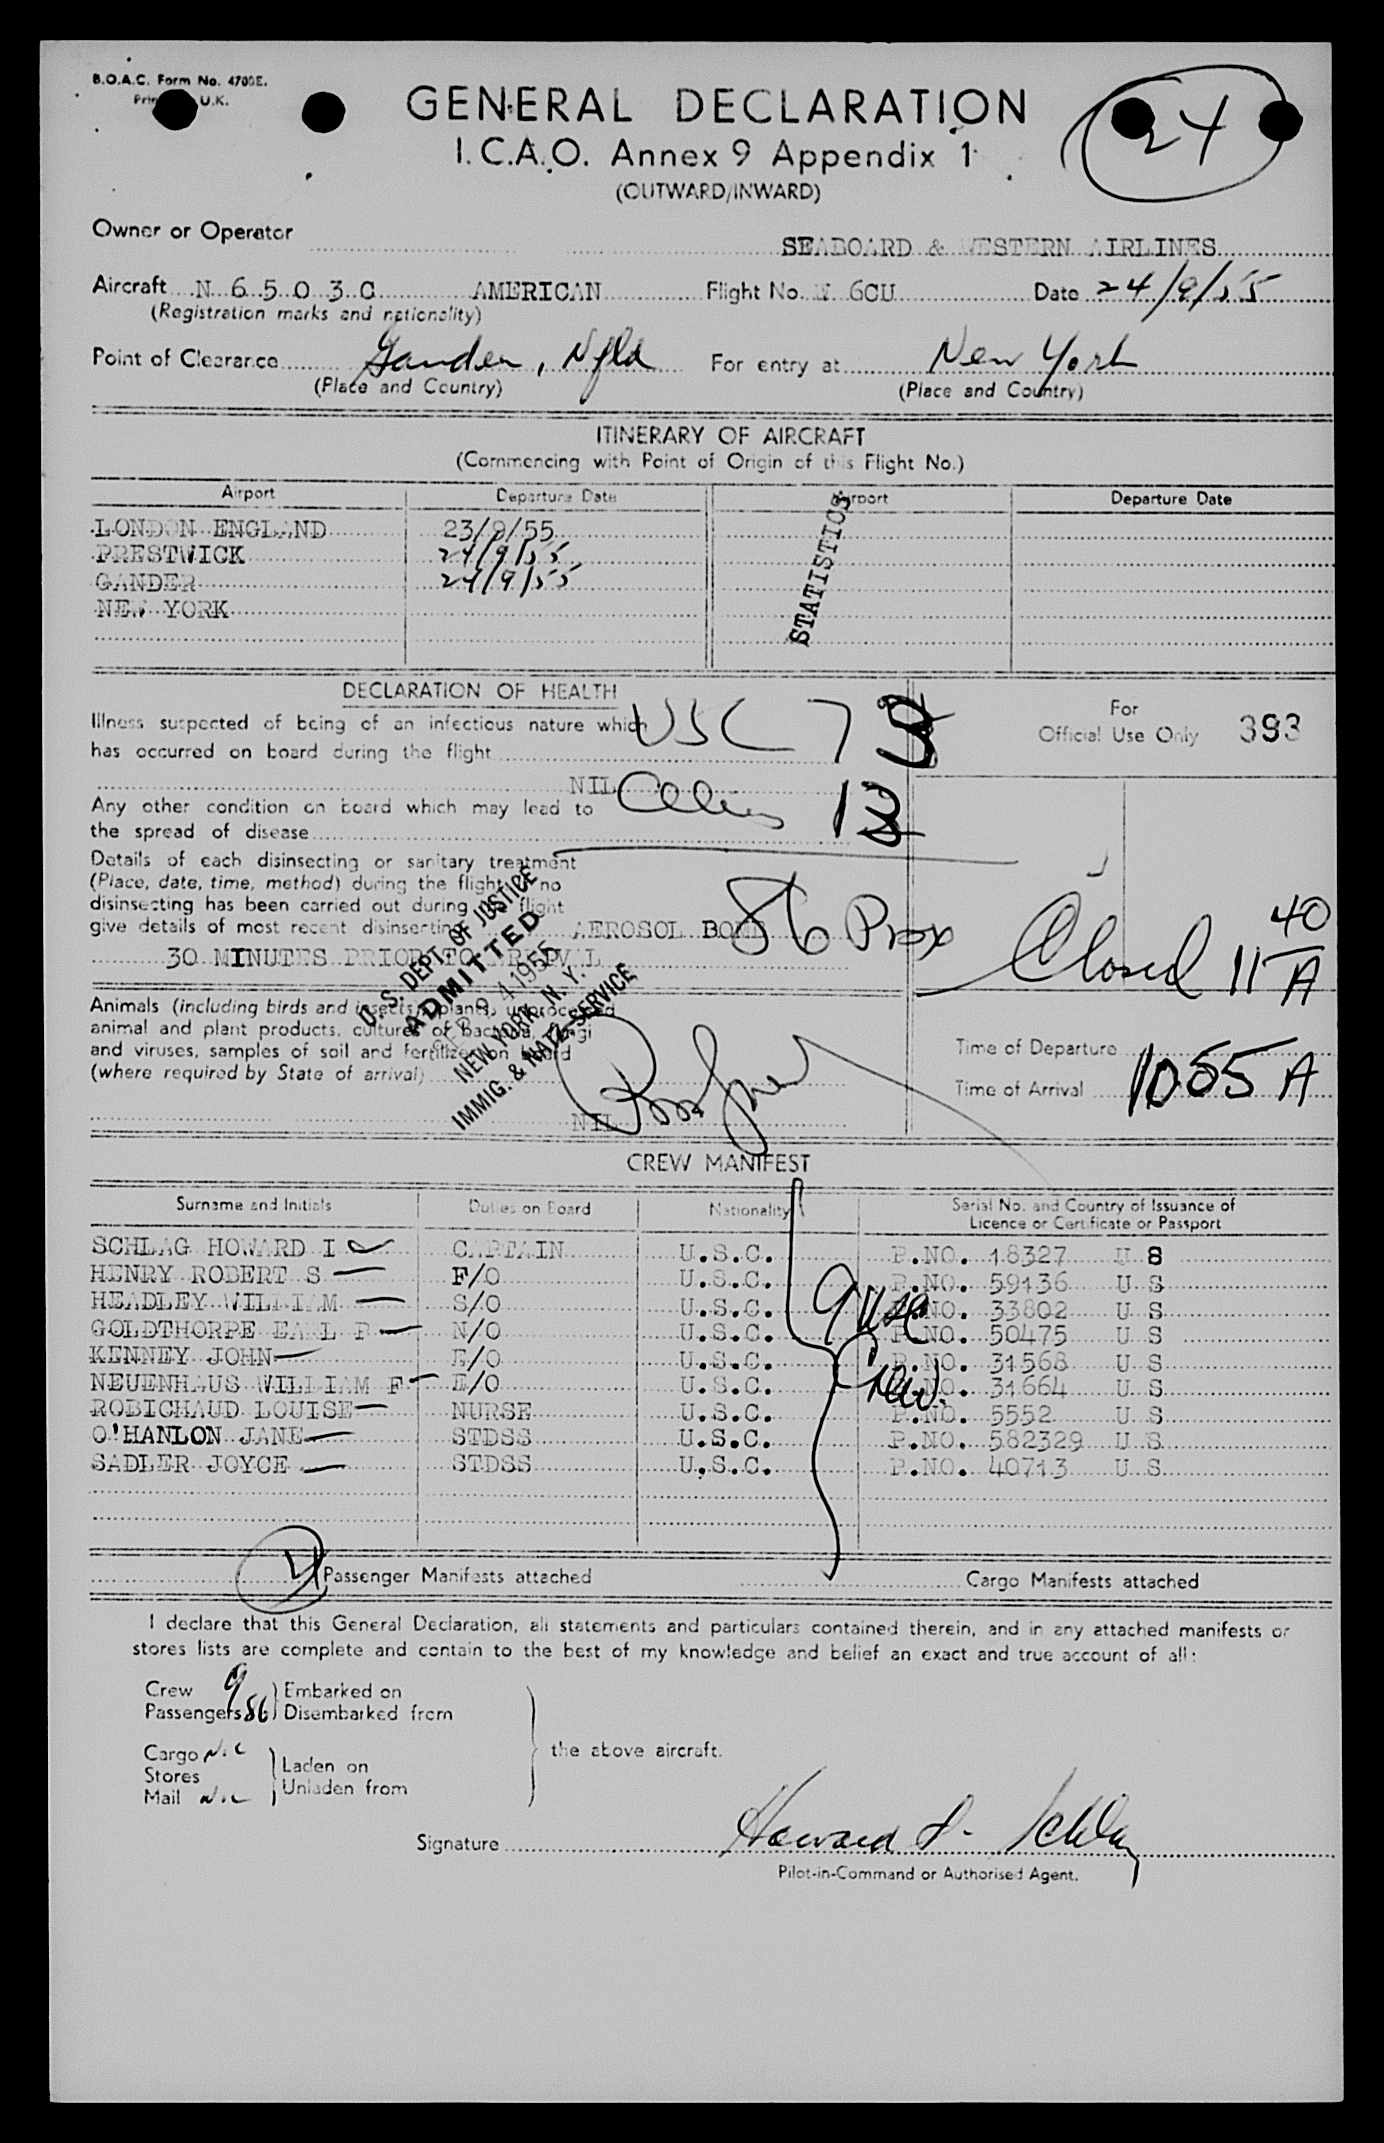 B.O.A.C. Form No. 4700E.
U.K.
24
GENERAL DECLARATION
I.C.A.O. Annex 9 Appendix 1
(OUTWARD/INWARD)
Owner or Operator SEABOARD & WESTERN AIRLINES
Aircraft N 6 5 0 3 C AMERICAN Flight No. 6CU Date 24/9/55
(Registration marks and nationality)
Point of Clearance Gander, Nfld For entry at New York
(Place and Country) (Place and Country)
ITINERARY OF AIRCRAFT
(Commencing with Point of Origin of this Flight No.)
Airport Departure Date Airport Departure Date
LONDON ENGLAND 23/9/55
PRESTWICK 24/9/55
GANDER 24/9/55
NEW YORK
STATISTICS
DECLARATION OF HEALTH
For
Official Use Only 393
Illness suspected of being of an infectious nature which
has occurred on board during the flight
USC 73
NIL
Aliens 13
Any other condition on board which may lead to
the spread of disease
Details of each disinsecting or sanitary treatment
(Place, date, time, method) during the flight. If no
disinsecting has been carried out during the flight
give details of most recent disinsecting AEROSOL BOMB
30 MINUTES PRIOR TO ARRIVAL
86 Pax
Closed 11 40 A
U. S. DEPT. OF JUSTICE
ADMITTED
SEP 24 1955
NEW YORK, N. Y.
IMMIG. & NATZ. SERVICE
Animals (including birds and insects), plants, unprocessed
animal and plant products, cultures of bacteria, fungi
and viruses, samples of soil and fertilizer on board
(where required by State of arrival)
NIL
Time of Departure
Time of Arrival 1055 A
CREW MANIFEST
Surname and Initials Duties on Board Nationality Serial No. and Country of Issuance of
Licence or Certificate or Passport
SCHLAG HOWARD I CAPTAIN U.S.C. P.NO. 18327 U S
HENRY ROBERT S F/O U.S.C. P.NO. 59136 U S
HEADLEY WILLIAM S/O U.S.C. P.NO. 33802 U S
GOLDTHORPE EARL P N/O U.S.C. P.NO. 50475 U S
KENNEY JOHN E/O U.S.C. P.NO. 31568 U S
NEUENHAUS WILLIAM F E/O U.S.C. P.NO. 31664 U S
ROBICHAUD LOUISE NURSE U.S.C. P.NO. 5552 U S
O'HANLON JANE STDSS U.S.C. P.NO. 582329 U S
SADLER JOYCE STDSS U.S.C. P.NO. 40713 U S
9 USC
Crew
4 Passenger Manifests attached Cargo Manifests attached
I declare that this General Declaration, all statements and particulars contained therein, and in any attached manifests or
stores lists are complete and contain to the best of my knowledge and belief an exact and true account of all:
Crew 9 Embarked on
Passengers 86 Disembarked from
Cargo Nil Laden on
Stores
Mail Nil Unladen from
the above aircraft.
Signature Howard I. Schlag
Pilot-in-Command or Authorised Agent.